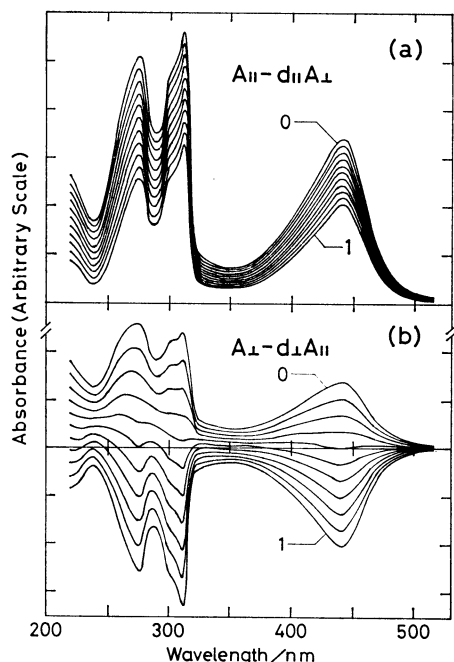 (a)
A∥−d∥A⊥
0
1
(b)
A⊥−d⊥A∥
0
1
Absorbance (Arbitrary Scale)
200 300 400 500
Wavelength /nm